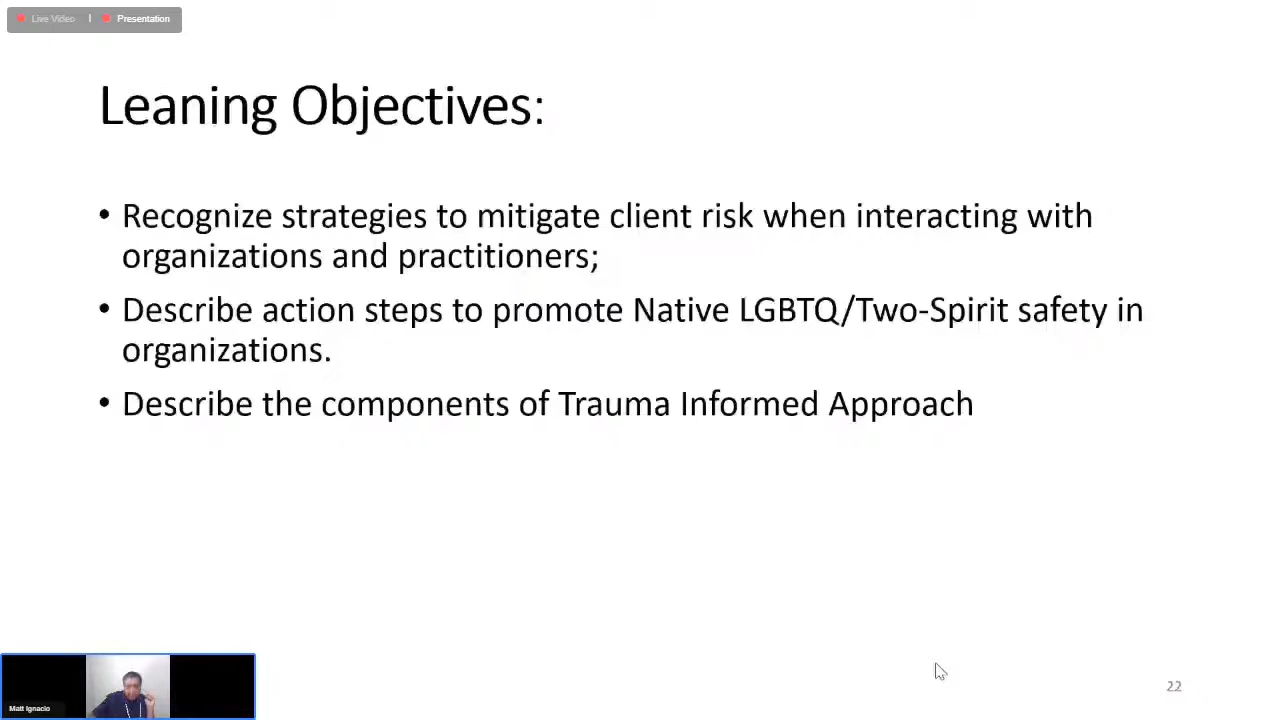 Live Video | Presentation
Leaning Objectives:
• Recognize strategies to mitigate client risk when interacting with
organizations and practitioners;
• Describe action steps to promote Native LGBTQ/Two-Spirit safety in
organizations.
• Describe the components of Trauma Informed Approach
Matt Ignacio
22